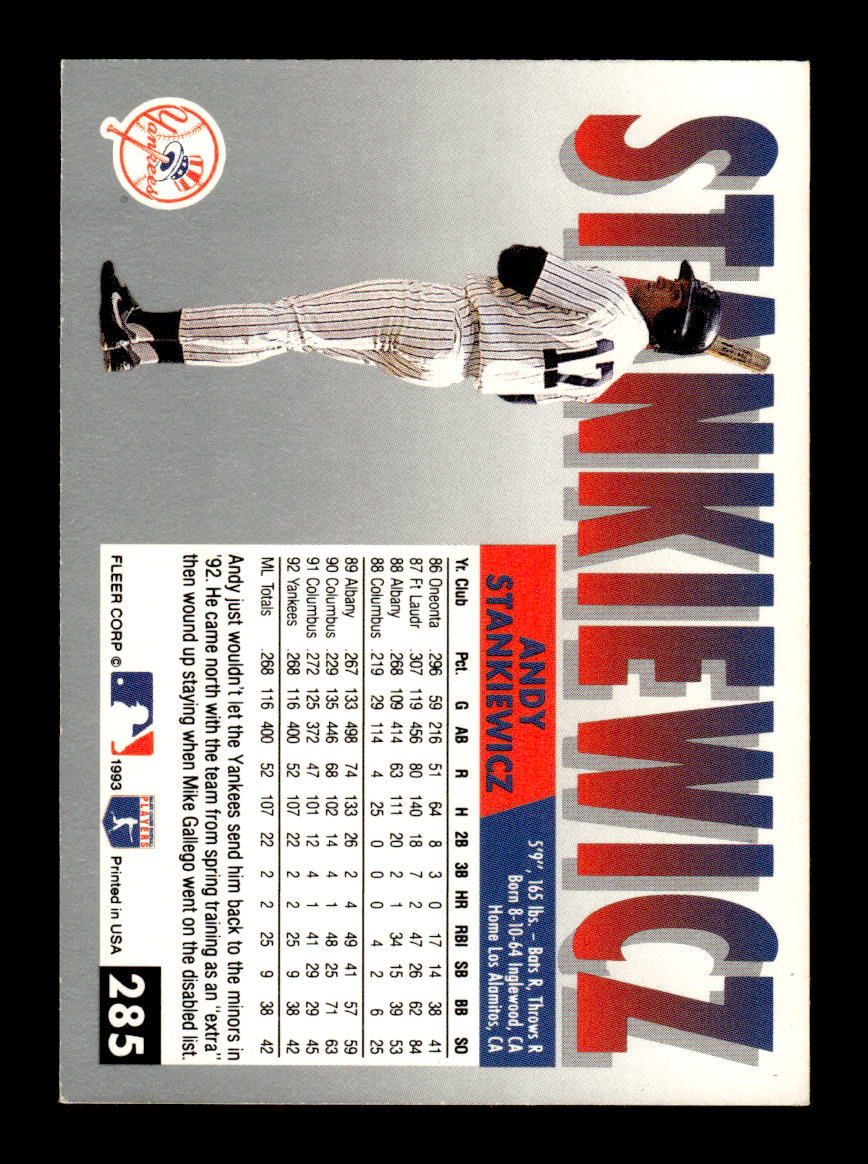 STANKIEWICZ
17
Yankees
ANDY
STANKIEWICZ
5'9", 165 lbs. – Bats R, Throws R
Born 8-10-64 Inglewood, CA
Home Los Alamitos, CA
Yr. Club Pct. G AB R H 2B 3B HR RBI SB BB SO
86 Oneonta .296 59 216 51 64 8 3 0 17 14 38 41
87 Ft Laudr .307 119 456 80 140 18 7 2 47 26 62 84
88 Albany .268 109 414 63 111 20 2 1 34 15 39 53
88 Columbus .219 29 114 4 25 0 0 0 4 2 6 25
89 Albany .267 133 498 74 133 26 2 4 49 41 57 59
90 Columbus .229 135 446 68 102 14 4 1 48 25 71 63
91 Columbus .272 125 372 47 101 12 4 1 41 29 29 45
92 Yankees .268 116 400 52 107 22 2 2 25 9 38 42
ML Totals .268 116 400 52 107 22 2 2 25 9 38 42
Andy just wouldn't let the Yankees send him back to the minors in
'92. He came north with the team from spring training as an "extra"
then wound up staying when Mike Gallego went on the disabled list.
FLEER CORP © 1993 MAJOR LEAGUE BASEBALL PLAYERS Printed in USA 285